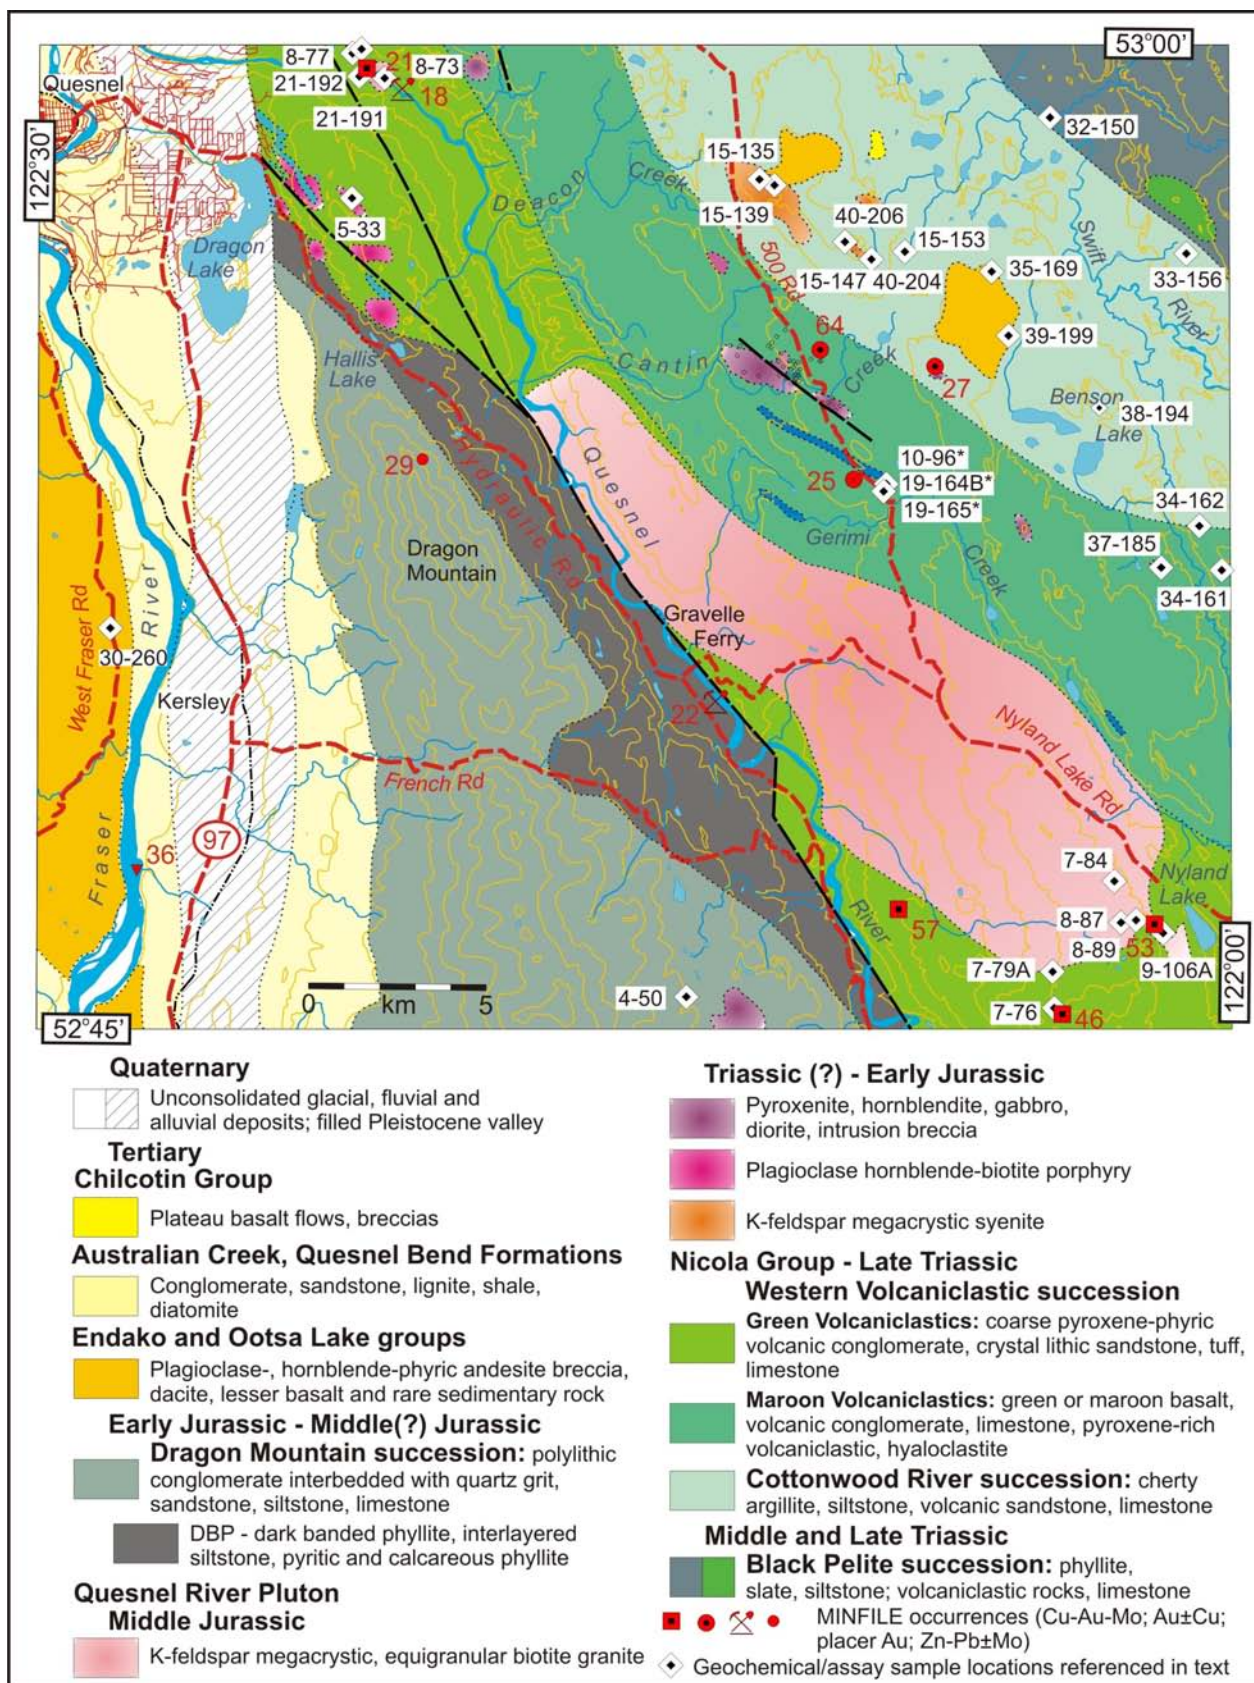 53°00'
8-77
21
8-73
Quesnel
21-192
18
21-191
32-150
122°30'
15-135
Creek
Deacon
15-139
40-206
5-33
15-153
Swift
Dragon
Lake
500 Rd
35-169
15-147
40-204
33-156
River
64
39-199
Hallis
Lake
Cantin
Creek
27
Benson
Lake
38-194
29
Quesnel
10-96*
25
19-164B*
19-165*
34-162
Hydraulic Rd
Gerimi
Creek
37-185
Dragon
Mountain
34-161
West Fraser Rd
River
Gravelle
Ferry
30-260
Kersley
22
Nyland Lake Rd
French Rd
97
Fraser
36
7-84
Nyland
Lake
River
57
8-87
8-89
53
122°00'
7-79A
9-106A
0 km 5
4-50
7-76
46
52°45'
Quaternary
Unconsolidated glacial, fluvial and
alluvial deposits; filled Pleistocene valley
Tertiary
Chilcotin Group
Plateau basalt flows, breccias
Australian Creek, Quesnel Bend Formations
Conglomerate, sandstone, lignite, shale,
diatomite
Endako and Ootsa Lake groups
Plagioclase-, hornblende-phyric andesite breccia,
dacite, lesser basalt and rare sedimentary rock
Early Jurassic - Middle(?) Jurassic
Dragon Mountain succession: polylithic
conglomerate interbedded with quartz grit,
sandstone, siltstone, limestone
DBP - dark banded phyllite, interlayered
siltstone, pyritic and calcareous phyllite
Quesnel River Pluton
Middle Jurassic
K-feldspar megacrystic, equigranular biotite granite
Triassic (?) - Early Jurassic
Pyroxenite, hornblendite, gabbro,
diorite, intrusion breccia
Plagioclase hornblende-biotite porphyry
K-feldspar megacrystic syenite
Nicola Group - Late Triassic
Western Volcaniclastic succession
Green Volcaniclastics: coarse pyroxene-phyric
volcanic conglomerate, crystal lithic sandstone, tuff,
limestone
Maroon Volcaniclastics: green or maroon basalt,
volcanic conglomerate, limestone, pyroxene-rich
volcaniclastic, hyaloclastite
Cottonwood River succession: cherty
argillite, siltstone, volcanic sandstone, limestone
Middle and Late Triassic
Black Pelite succession: phyllite,
slate, siltstone; volcaniclastic rocks, limestone
MINFILE occurrences (Cu-Au-Mo; Au±Cu;
placer Au; Zn-Pb±Mo)
Geochemical/assay sample locations referenced in text